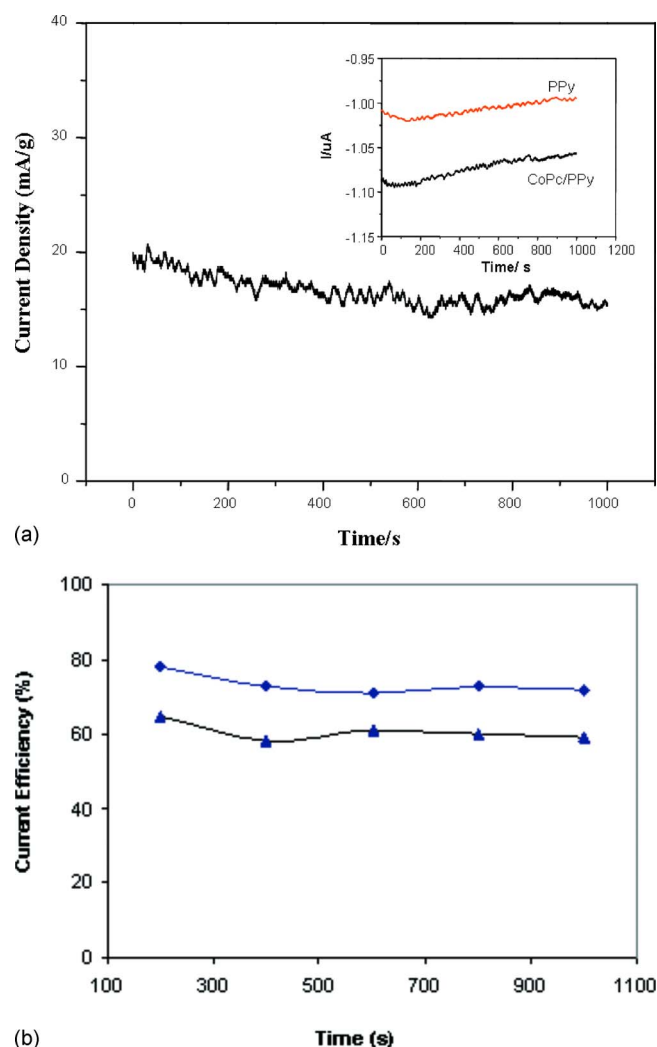 40
30
20
10
0
Current Density (mA/g)
0 200 400 600 800 1000
Time/s
-0.95
-1.00
-1.05
-1.10
-1.15
I/uA
PPy
CoPc/PPy
0 200 400 600 800 1000 1200
Time/ s
(a)
100
80
60
40
20
0
Current Efficiency (%)
100 300 500 700 900 1100
Time (s)
(b)